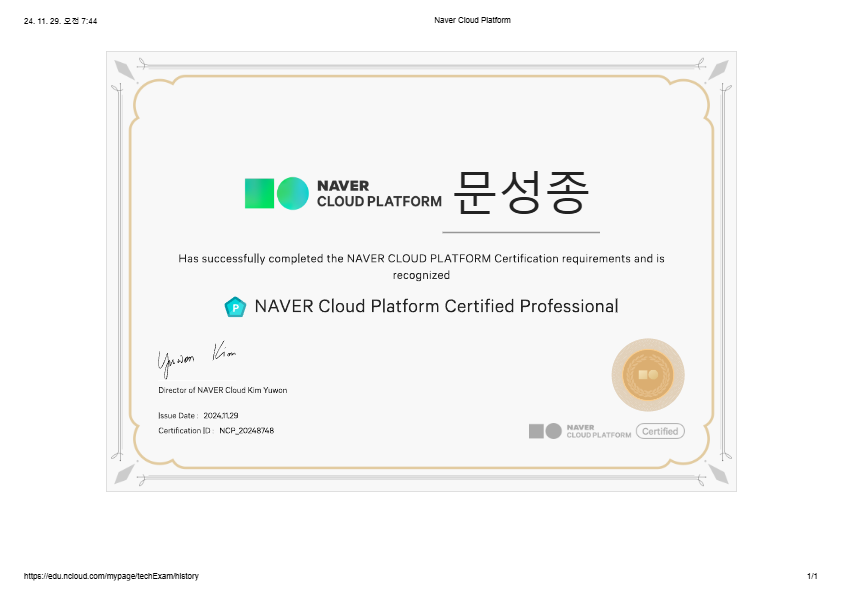 24. 11. 29. 오전 7:44
Naver Cloud Platform
NAVER
CLOUD PLATFORM
문성종
Has successfully completed the NAVER CLOUD PLATFORM Certification requirements and is
recognized
P
NAVER Cloud Platform Certified Professional
Yuwon Kim
Director of NAVER Cloud Kim Yuwon
Issue Date : 2024.11.29
Certification ID : NCP_20248748
NAVER
CLOUD PLATFORM
Certified
https://edu.ncloud.com/mypage/techExam/history
1/1